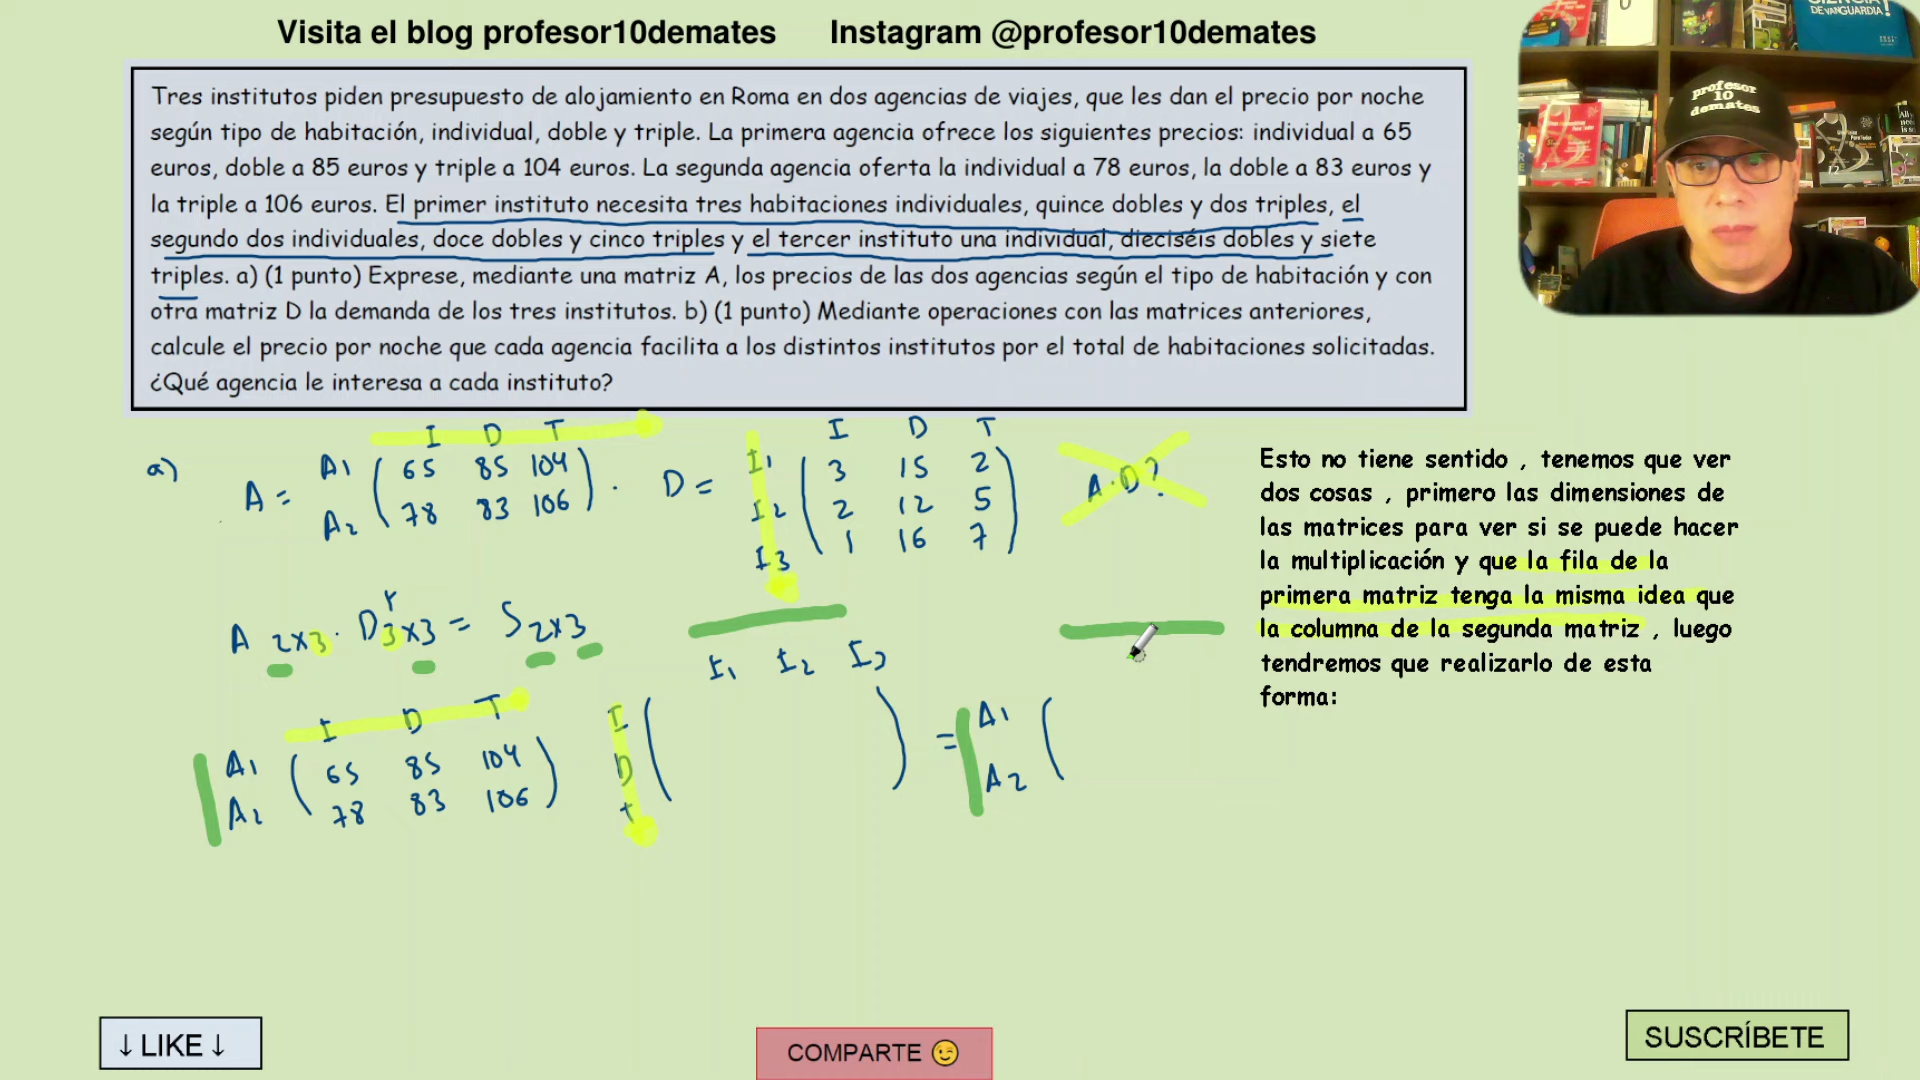 Visita el blog profesor10demates Instagram @profesor10demates
Tres institutos piden presupuesto de alojamiento en Roma en dos agencias de viajes, que les dan el precio por noche
según tipo de habitación, individual, doble y triple. La primera agencia ofrece los siguientes precios: individual a 65
euros, doble a 85 euros y triple a 104 euros. La segunda agencia oferta la individual a 78 euros, la doble a 83 euros y
la triple a 106 euros. El primer instituto necesita tres habitaciones individuales, quince dobles y dos triples, el
segundo dos individuales, doce dobles y cinco triples y el tercer instituto una individual, dieciséis dobles y siete
triples. a) (1 punto) Exprese, mediante una matriz A, los precios de las dos agencias según el tipo de habitación y con
otra matriz D la demanda de los tres institutos. b) (1 punto) Mediante operaciones con las matrices anteriores,
calcule el precio por noche que cada agencia facilita a los distintos institutos por el total de habitaciones solicitadas.
¿Qué agencia le interesa a cada instituto?
profesor
10
demates
I D T I D T
a) A = A1 ( 65 85 104 ) . D = I1 ( 3 15 2 ) A·D?
A2 78 83 106 I2 2 12 5
I3 1 16 7
Esto no tiene sentido , tenemos que ver
dos cosas , primero las dimensiones de
las matrices para ver si se puede hacer
la multiplicación y que la fila de la
primera matriz tenga la misma idea que
la columna de la segunda matriz , luego
tendremos que realizarlo de esta
forma:
A 2x3 · D^t 3x3 = S 2x3
I1 I2 I3
I D T
A1 ( 65 85 104 ) I ( ) = A1 (
A2 78 83 106 D A2
t
↓ LIKE ↓
COMPARTE 😉
SUSCRÍBETE